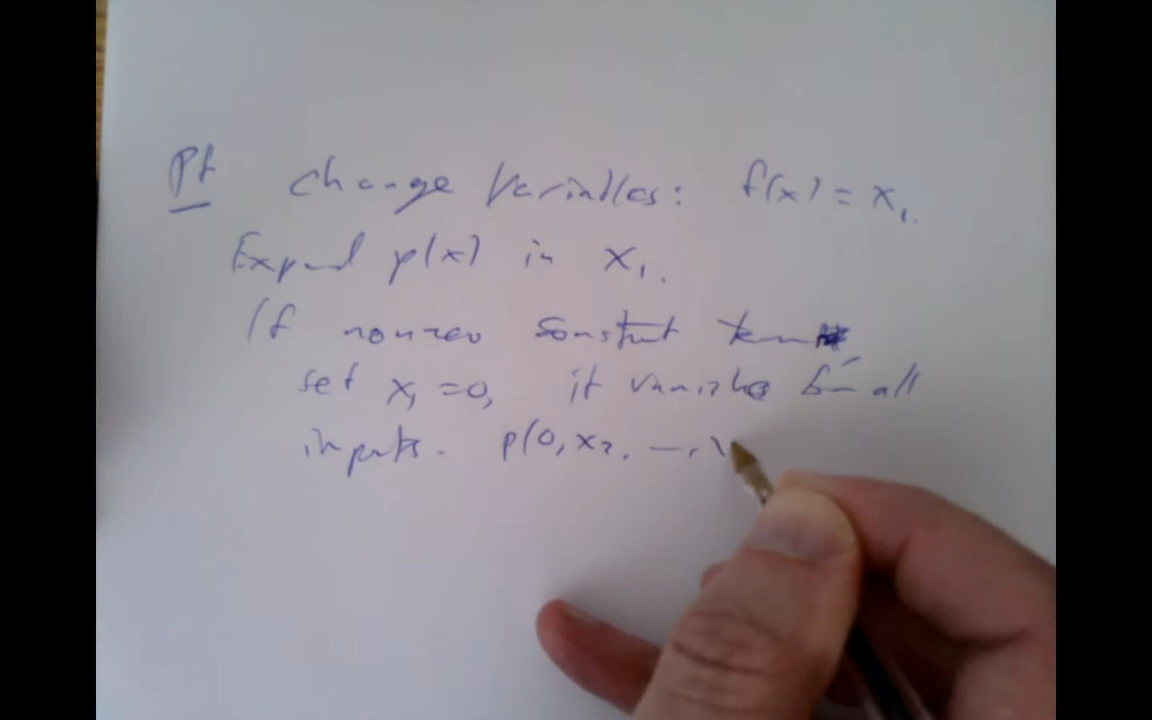 Pf Change Variables: f(x) = x₁.
Expand p(x) in x₁.
If nonzero constant term,
set x₁ = 0, it vanishes for all
inputs. p(0, x₂, —,